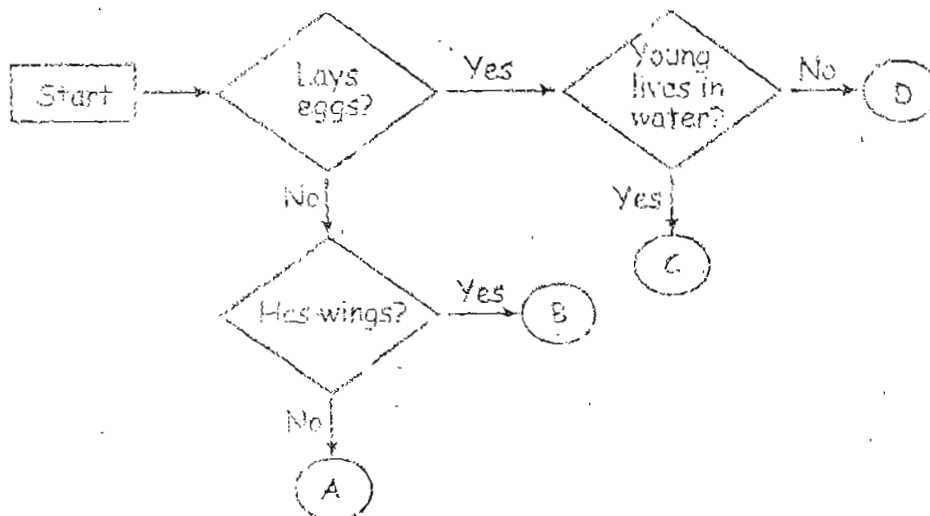 Start
Lays
eggs?
Yes
Young
lives in
water?
No
D
No
Yes
C
Has wings?
Yes
B
No
A